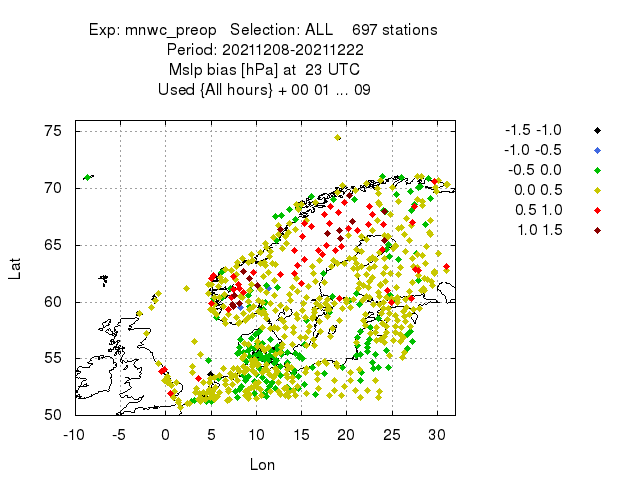 Exp: mnwc_preop Selection: ALL 697 stations
Period: 20211208-20211222
Mslp bias [hPa] at 23 UTC
Used {All hours} + 00 01 ... 09
-1.5 -1.0
-1.0 -0.5
-0.5 0.0
0.0 0.5
0.5 1.0
1.0 1.5
75
70
65
60
55
50
Lat
-10 -5 0 5 10 15 20 25 30
Lon